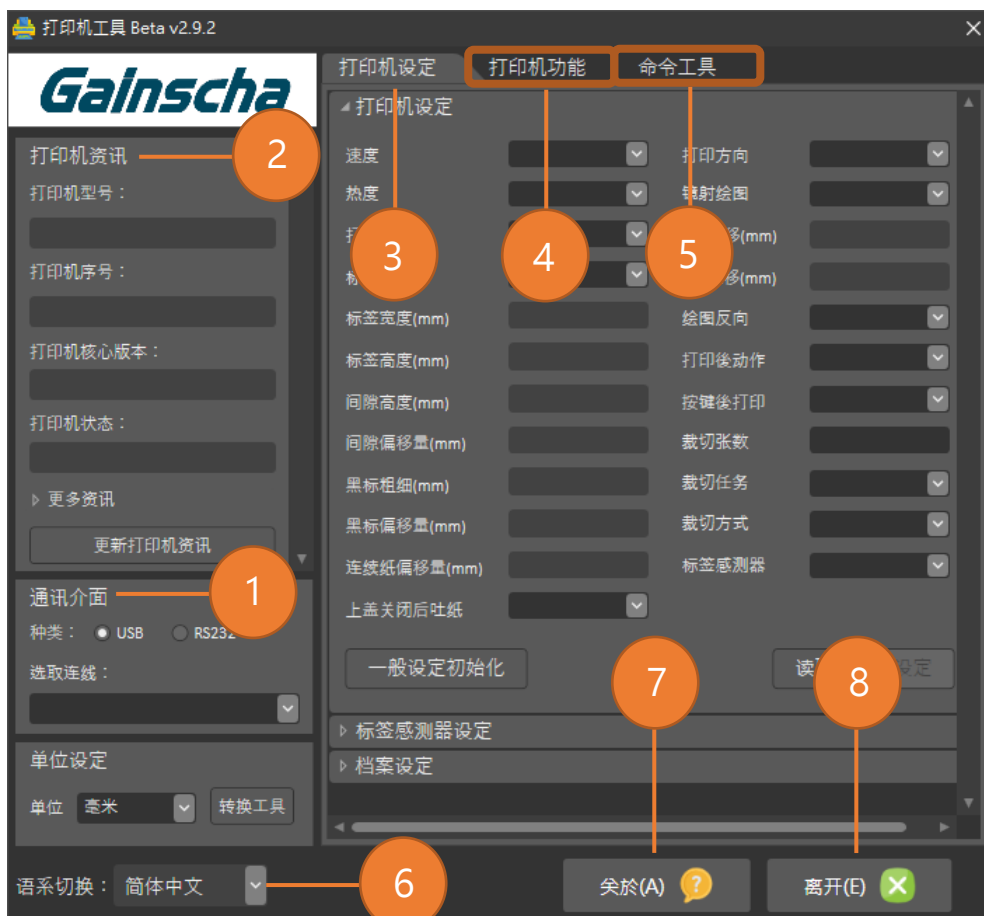 打印机工具 Beta v2.9.2
Gainscha
打印机设定 打印机功能 命令工具
打印机设定
2
打印机资讯
打印机型号：
打印机序号：
打印机核心版本：
打印机状态：
更多资讯
更新打印机资讯
1
通讯介面
种类： USB RS232
选取连线：
单位设定
单位 毫米 转换工具
速度 打印方向
热度 镜射绘图
3 4 5
(mm)
(mm)
标签宽度(mm) 绘图反向
标签高度(mm) 打印後动作
间隙高度(mm) 按键後打印
间隙偏移量(mm) 裁切张数
黑标粗细(mm) 裁切任务
黑标偏移量(mm) 裁切方式
连续纸偏移量(mm) 标签感测器
上盖关闭后吐纸
一般设定初始化 7 8
标签感测器设定
档案设定
语系切换： 简体中文 6 关於(A) 离开(E)